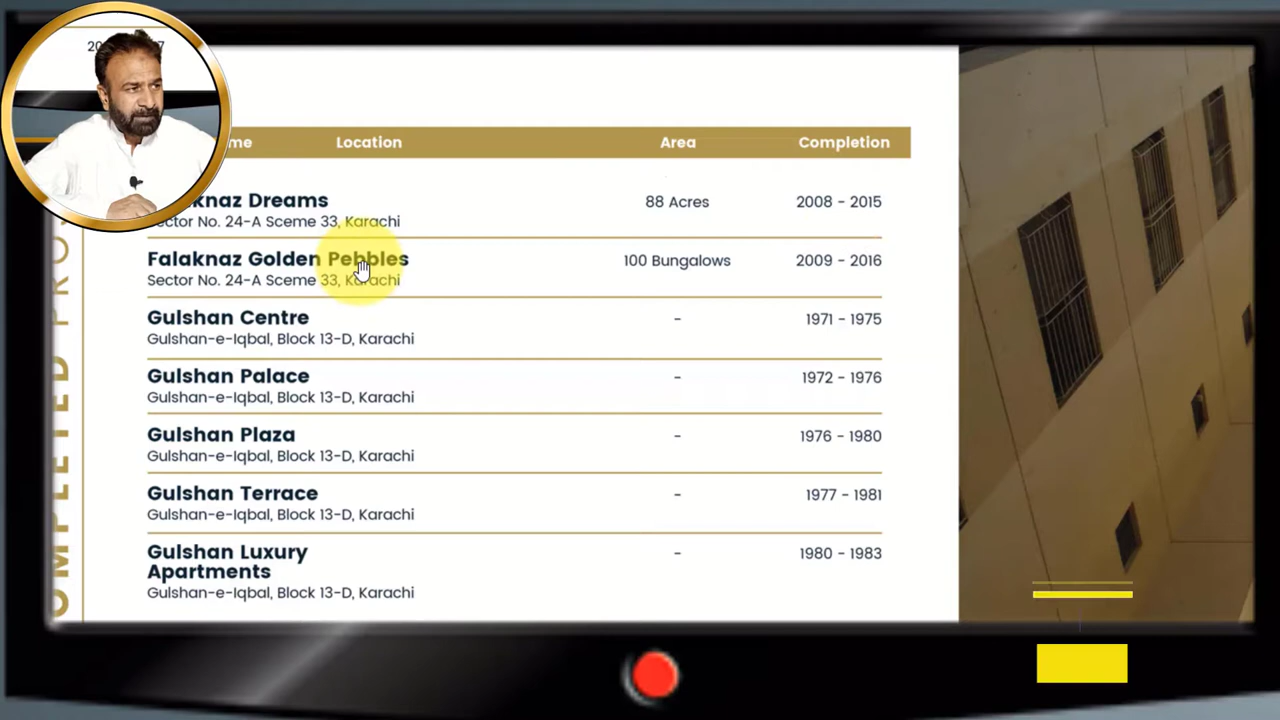 me Location Area Completion
knaz Dreams 88 Acres 2008 - 2015
ector No. 24-A Sceme 33, Karachi
Falaknaz Golden Pebbles 100 Bungalows 2009 - 2016
Sector No. 24-A Sceme 33, Karachi
Gulshan Centre - 1971 - 1975
Gulshan-e-Iqbal, Block 13-D, Karachi
Gulshan Palace - 1972 - 1976
Gulshan-e-Iqbal, Block 13-D, Karachi
Gulshan Plaza - 1976 - 1980
Gulshan-e-Iqbal, Block 13-D, Karachi
Gulshan Terrace - 1977 - 1981
Gulshan-e-Iqbal, Block 13-D, Karachi
Gulshan Luxury - 1980 - 1983
Apartments
Gulshan-e-Iqbal, Block 13-D, Karachi
OMPLETED PRO